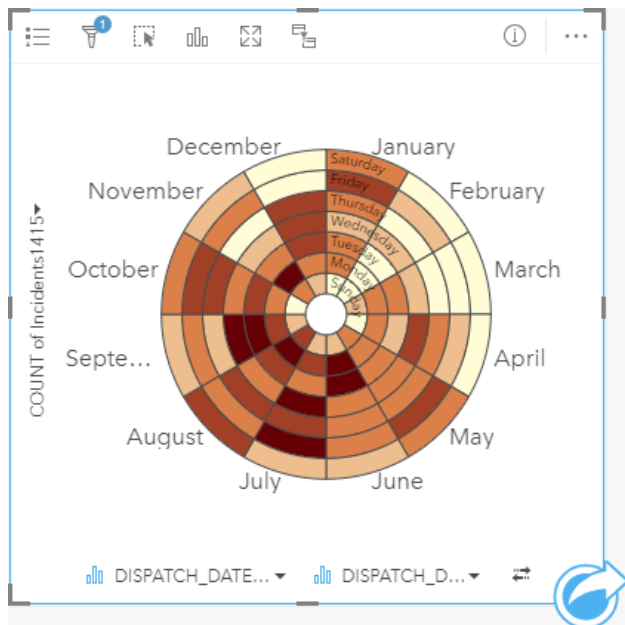 1
December
January
November
February
October
March
Septe...
April
August
May
July
June
Saturday
Friday
Thursday
Wednesday
Tuesday
Monday
Sunday
COUNT of Incidents1415
DISPATCH_DATE... DISPATCH_D...